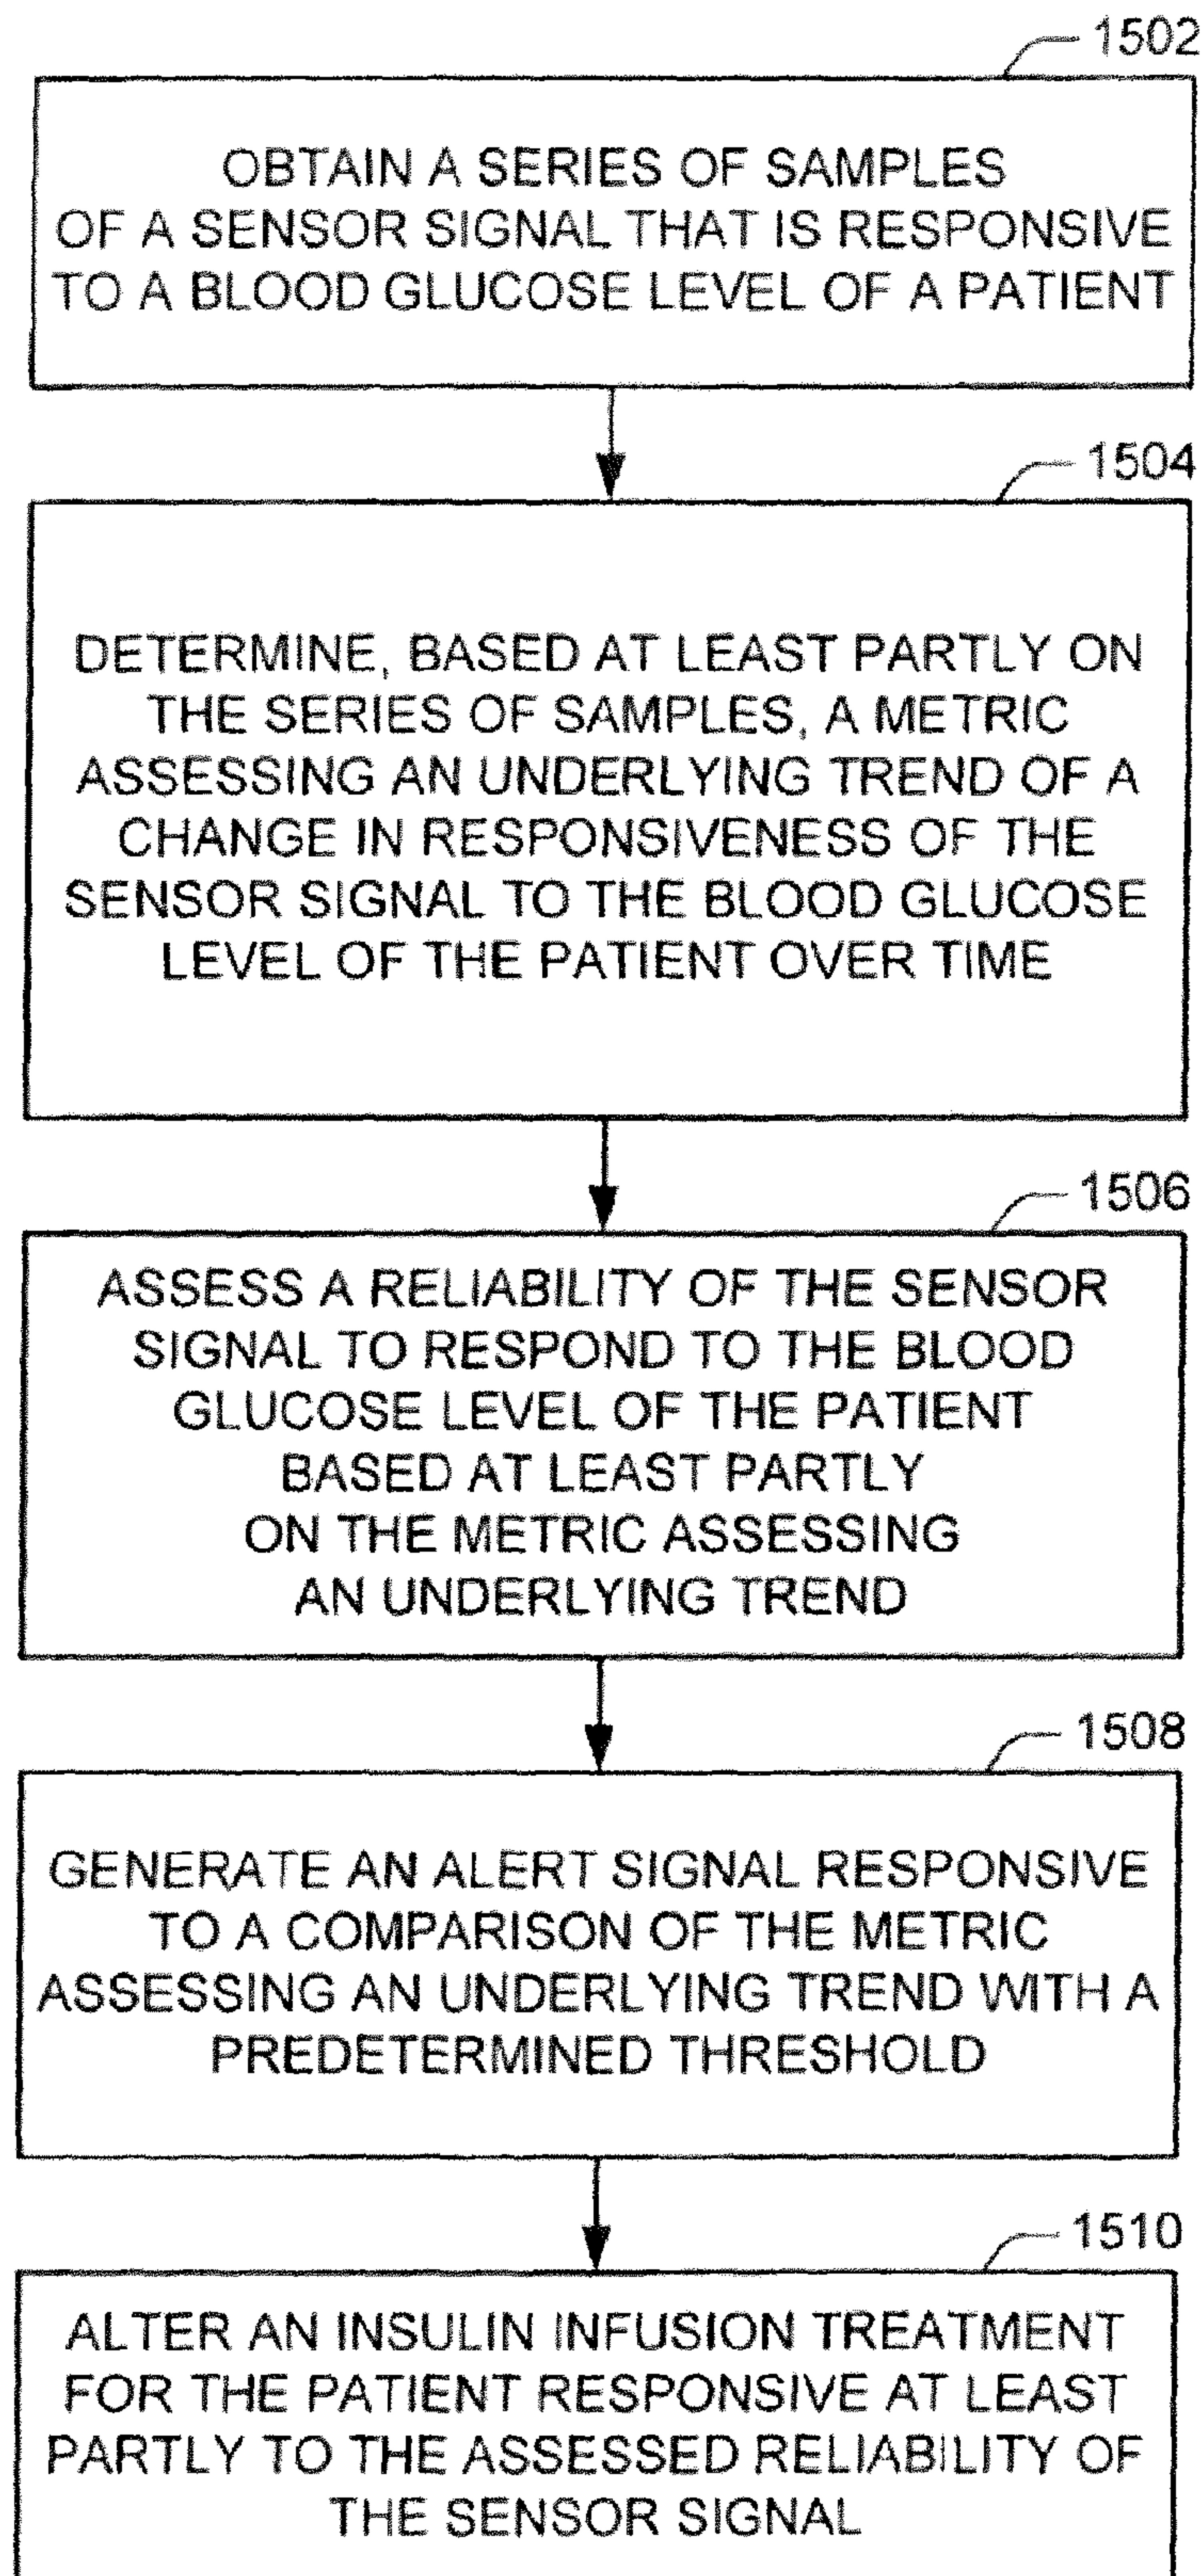 1502
OBTAIN A SERIES OF SAMPLES
OF A SENSOR SIGNAL THAT IS RESPONSIVE
TO A BLOOD GLUCOSE LEVEL OF A PATIENT
1504
DETERMINE, BASED AT LEAST PARTLY ON
THE SERIES OF SAMPLES, A METRIC
ASSESSING AN UNDERLYING TREND OF A
CHANGE IN RESPONSIVENESS OF THE
SENSOR SIGNAL TO THE BLOOD GLUCOSE
LEVEL OF THE PATIENT OVER TIME
1506
ASSESS A RELIABILITY OF THE SENSOR
SIGNAL TO RESPOND TO THE BLOOD
GLUCOSE LEVEL OF THE PATIENT
BASED AT LEAST PARTLY
ON THE METRIC ASSESSING
AN UNDERLYING TREND
1508
GENERATE AN ALERT SIGNAL RESPONSIVE
TO A COMPARISON OF THE METRIC
ASSESSING AN UNDERLYING TREND WITH A
PREDETERMINED THRESHOLD
1510
ALTER AN INSULIN INFUSION TREATMENT
FOR THE PATIENT RESPONSIVE AT LEAST
PARTLY TO THE ASSESSED RELIABILITY OF
THE SENSOR SIGNAL